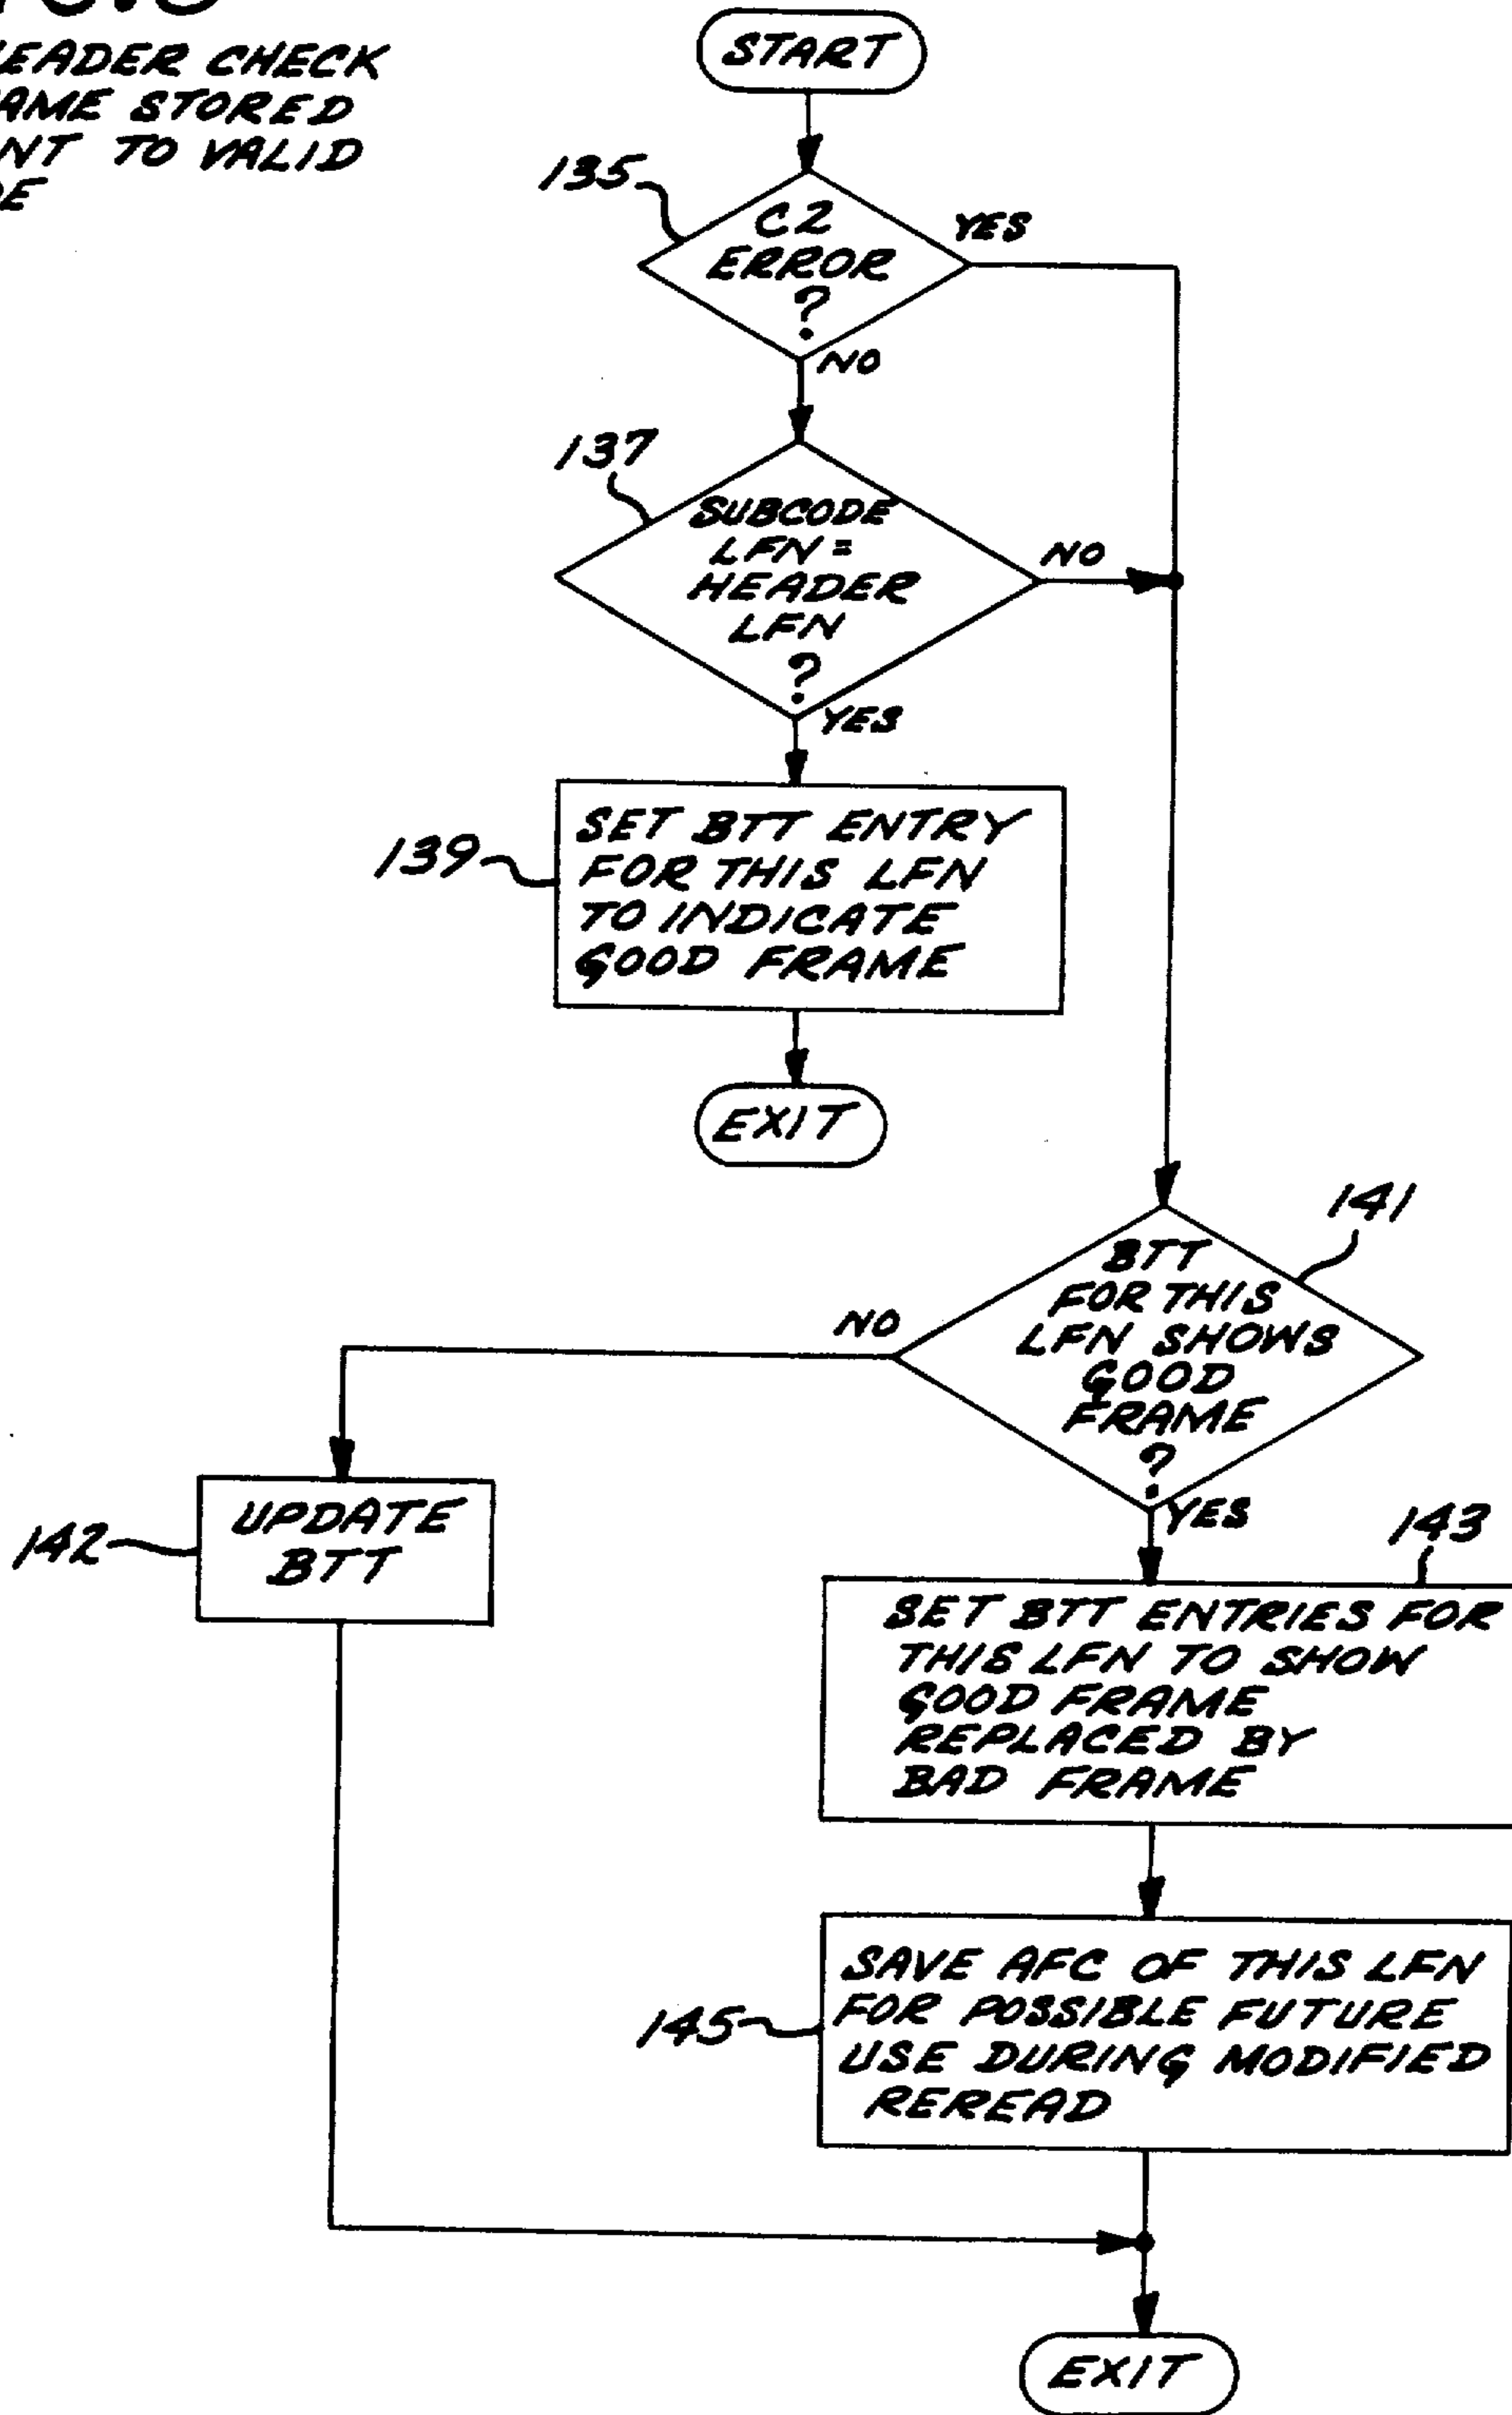 HEADER CHECK
STORED
TO VALID
START
135
C2
ERROR
?
YES
NO
137
SUBCODE
LFN =
HEADER
LFN
?
NO
YES
139
SET BTT ENTRY
FOR THIS LFN
TO INDICATE
GOOD FRAME
EXIT
141
BTT
FOR THIS
LFN SHOWS
GOOD
FRAME
?
NO
YES
142
UPDATE
BTT
143
SET BTT ENTRIES FOR
THIS LFN TO SHOW
GOOD FRAME
REPLACED BY
BAD FRAME
145
SAVE AFC OF THIS LFN
FOR POSSIBLE FUTURE
USE DURING MODIFIED
REREAD
EXIT